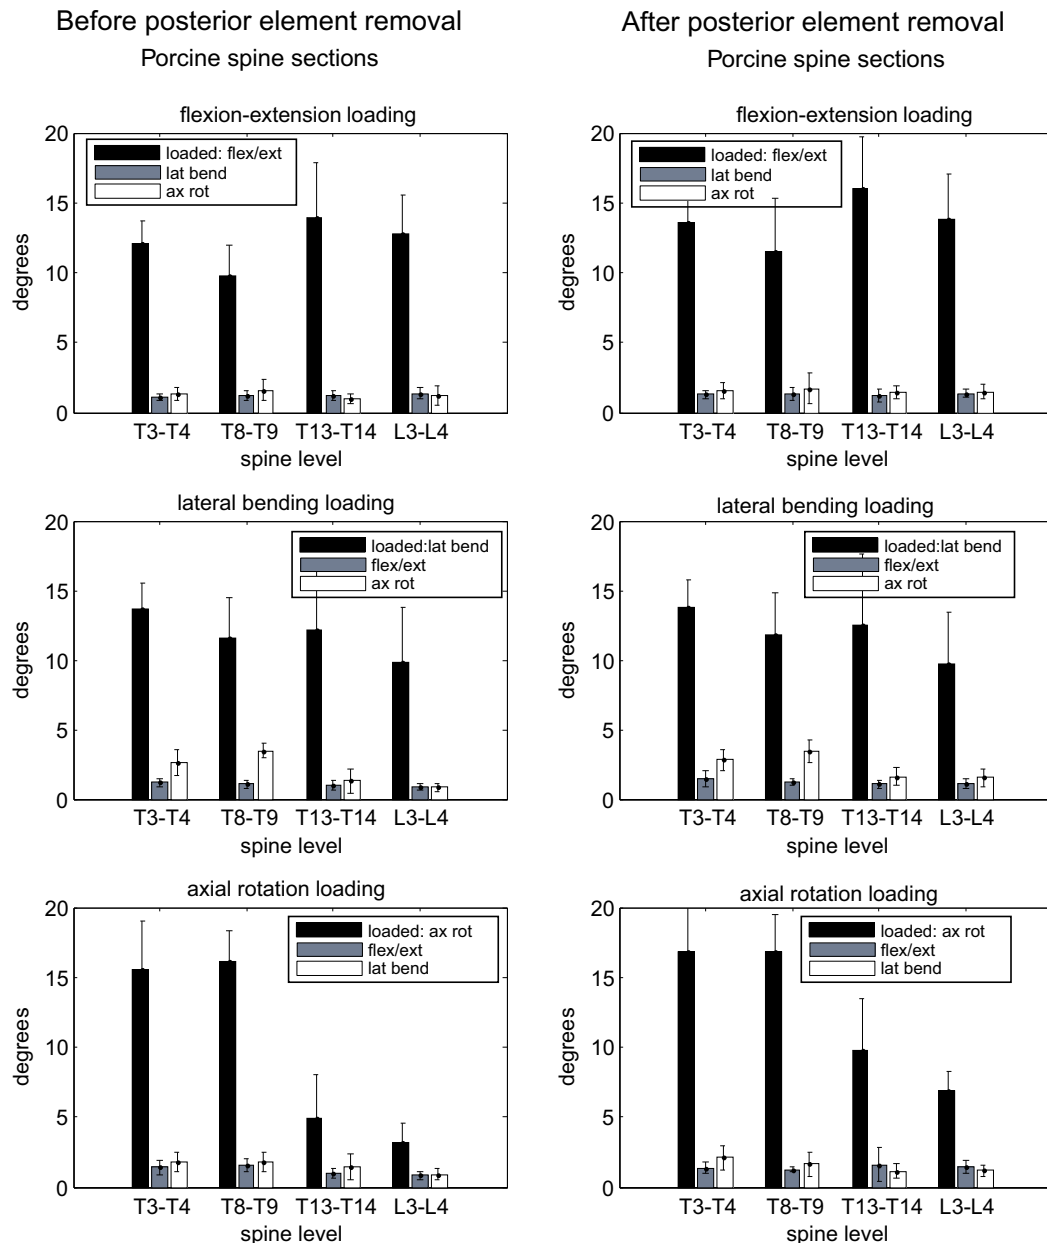 Before posterior element removal
Porcine spine sections
flexion-extension loading
20
15
10
5
0
degrees
loaded: flex/ext
lat bend
ax rot
T3-T4 T8-T9 T13-T14 L3-L4
spine level
lateral bending loading
20
15
10
5
0
degrees
loaded:lat bend
flex/ext
ax rot
T3-T4 T8-T9 T13-T14 L3-L4
spine level
axial rotation loading
20
15
10
5
0
degrees
loaded: ax rot
flex/ext
lat bend
T3-T4 T8-T9 T13-T14 L3-L4
spine level
After posterior element removal
Porcine spine sections
flexion-extension loading
20
15
10
5
0
degrees
loaded: flex/ext
lat bend
ax rot
T3-T4 T8-T9 T13-T14 L3-L4
spine level
lateral bending loading
20
15
10
5
0
degrees
loaded:lat bend
flex/ext
ax rot
T3-T4 T8-T9 T13-T14 L3-L4
spine level
axial rotation loading
20
15
10
5
0
degrees
loaded: ax rot
flex/ext
lat bend
T3-T4 T8-T9 T13-T14 L3-L4
spine level